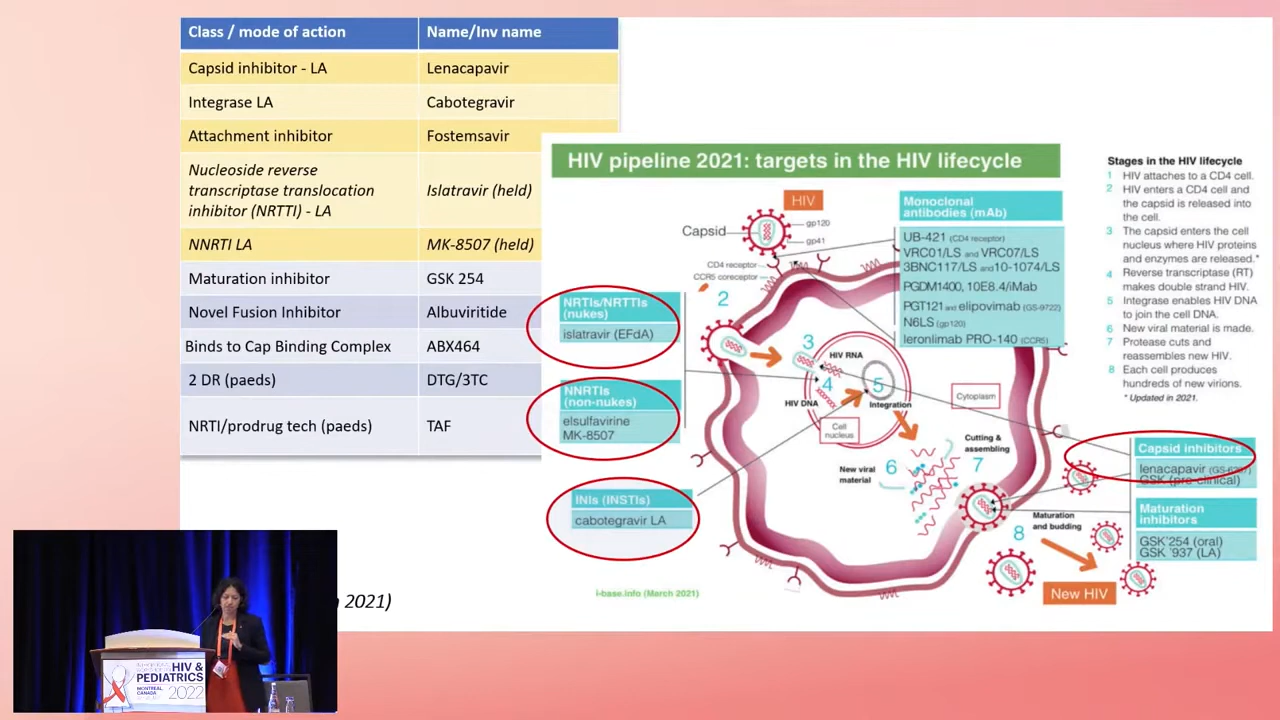 Class / mode of action Name/Inv name
Capsid inhibitor - LA Lenacapavir
Integrase LA Cabotegravir
Attachment inhibitor Fostemsavir
Nucleoside reverse
transcriptase translocation Islatravir (held)
inhibitor (NRTTI) - LA
NNRTI LA MK-8507 (held)
Maturation inhibitor GSK 254
Novel Fusion Inhibitor Albuviritide
Binds to Cap Binding Complex ABX464
2 DR (paeds) DTG/3TC
NRTI/prodrug tech (paeds) TAF
2021)
HIV pipeline 2021: targets in the HIV lifecycle
HIV
Capsid
gp120
gp41
CD4 receptor
CCR5 coreceptor
Monoclonal
antibodies (mAb)
UB-421 (CD4 receptor)
VRC01/LS and VRC07/LS
3BNC117/LS and 10-1074/LS
PGDM1400, 10E8.4/iMab
PGT121 and elipovimab (GS-9722)
N6LS (gp120)
leronlimab PRO-140 (CCR5)
NRTIs/NRTTIs
(nukes)
islatravir (EFdA)
NNRTIs
(non-nukes)
elsulfavirine
MK-8507
INIs (INSTIs)
cabotegravir LA
2
3
HIV RNA
4
5
HIV DNA
Integration
Cell
nucleus
Cytoplasm
Cutting &
assembling
7
New viral
material
6
Maturation
and budding
8
New HIV
Capsid inhibitors
lenacapavir
GSK (pre-clinical)
Maturation
inhibitors
GSK'254 (oral)
GSK '937 (LA)
i-base.info (March 2021)
Stages in the HIV lifecycle
1 HIV attaches to a CD4 cell.
2 HIV enters a CD4 cell and
the capsid is released into
the cell.
3 The capsid enters the cell
nucleus where HIV proteins
and enzymes are released.*
4 Reverse transcriptase (RT)
makes double strand HIV.
5 Integrase enables HIV DNA
to join the cell DNA.
6 New viral material is made.
7 Protease cuts and
reassembles new HIV.
8 Each cell produces
hundreds of new virions.
* Updated in 2021.
HIV &
PEDIATRICS
MONTREAL, CANADA
2022